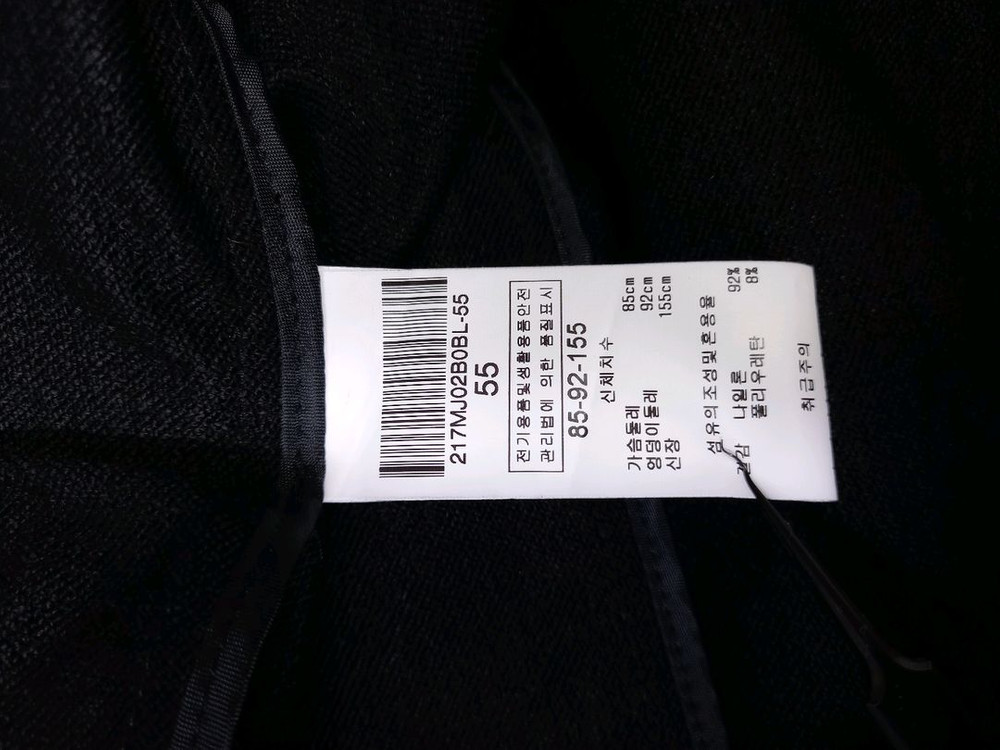 217MJ02B0BL-55
55
전기용품및생활용품안전
관리법에 의한 품질표시
85-92-155
신체치수
가슴둘레 85cm
엉덩이둘레 92cm
신장 155cm
섬유의조성및혼용율
겉감 나일론 92%
폴리우레탄 8%
취급주의